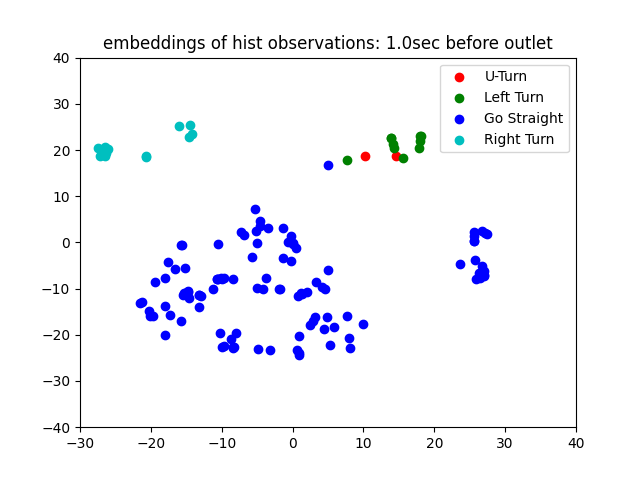 embeddings of hist observations: 1.0sec before outlet
U-Turn
Left Turn
Go Straight
Right Turn
40
30
20
10
0
−10
−20
−30
−40
−30 −20 −10 0 10 20 30 40